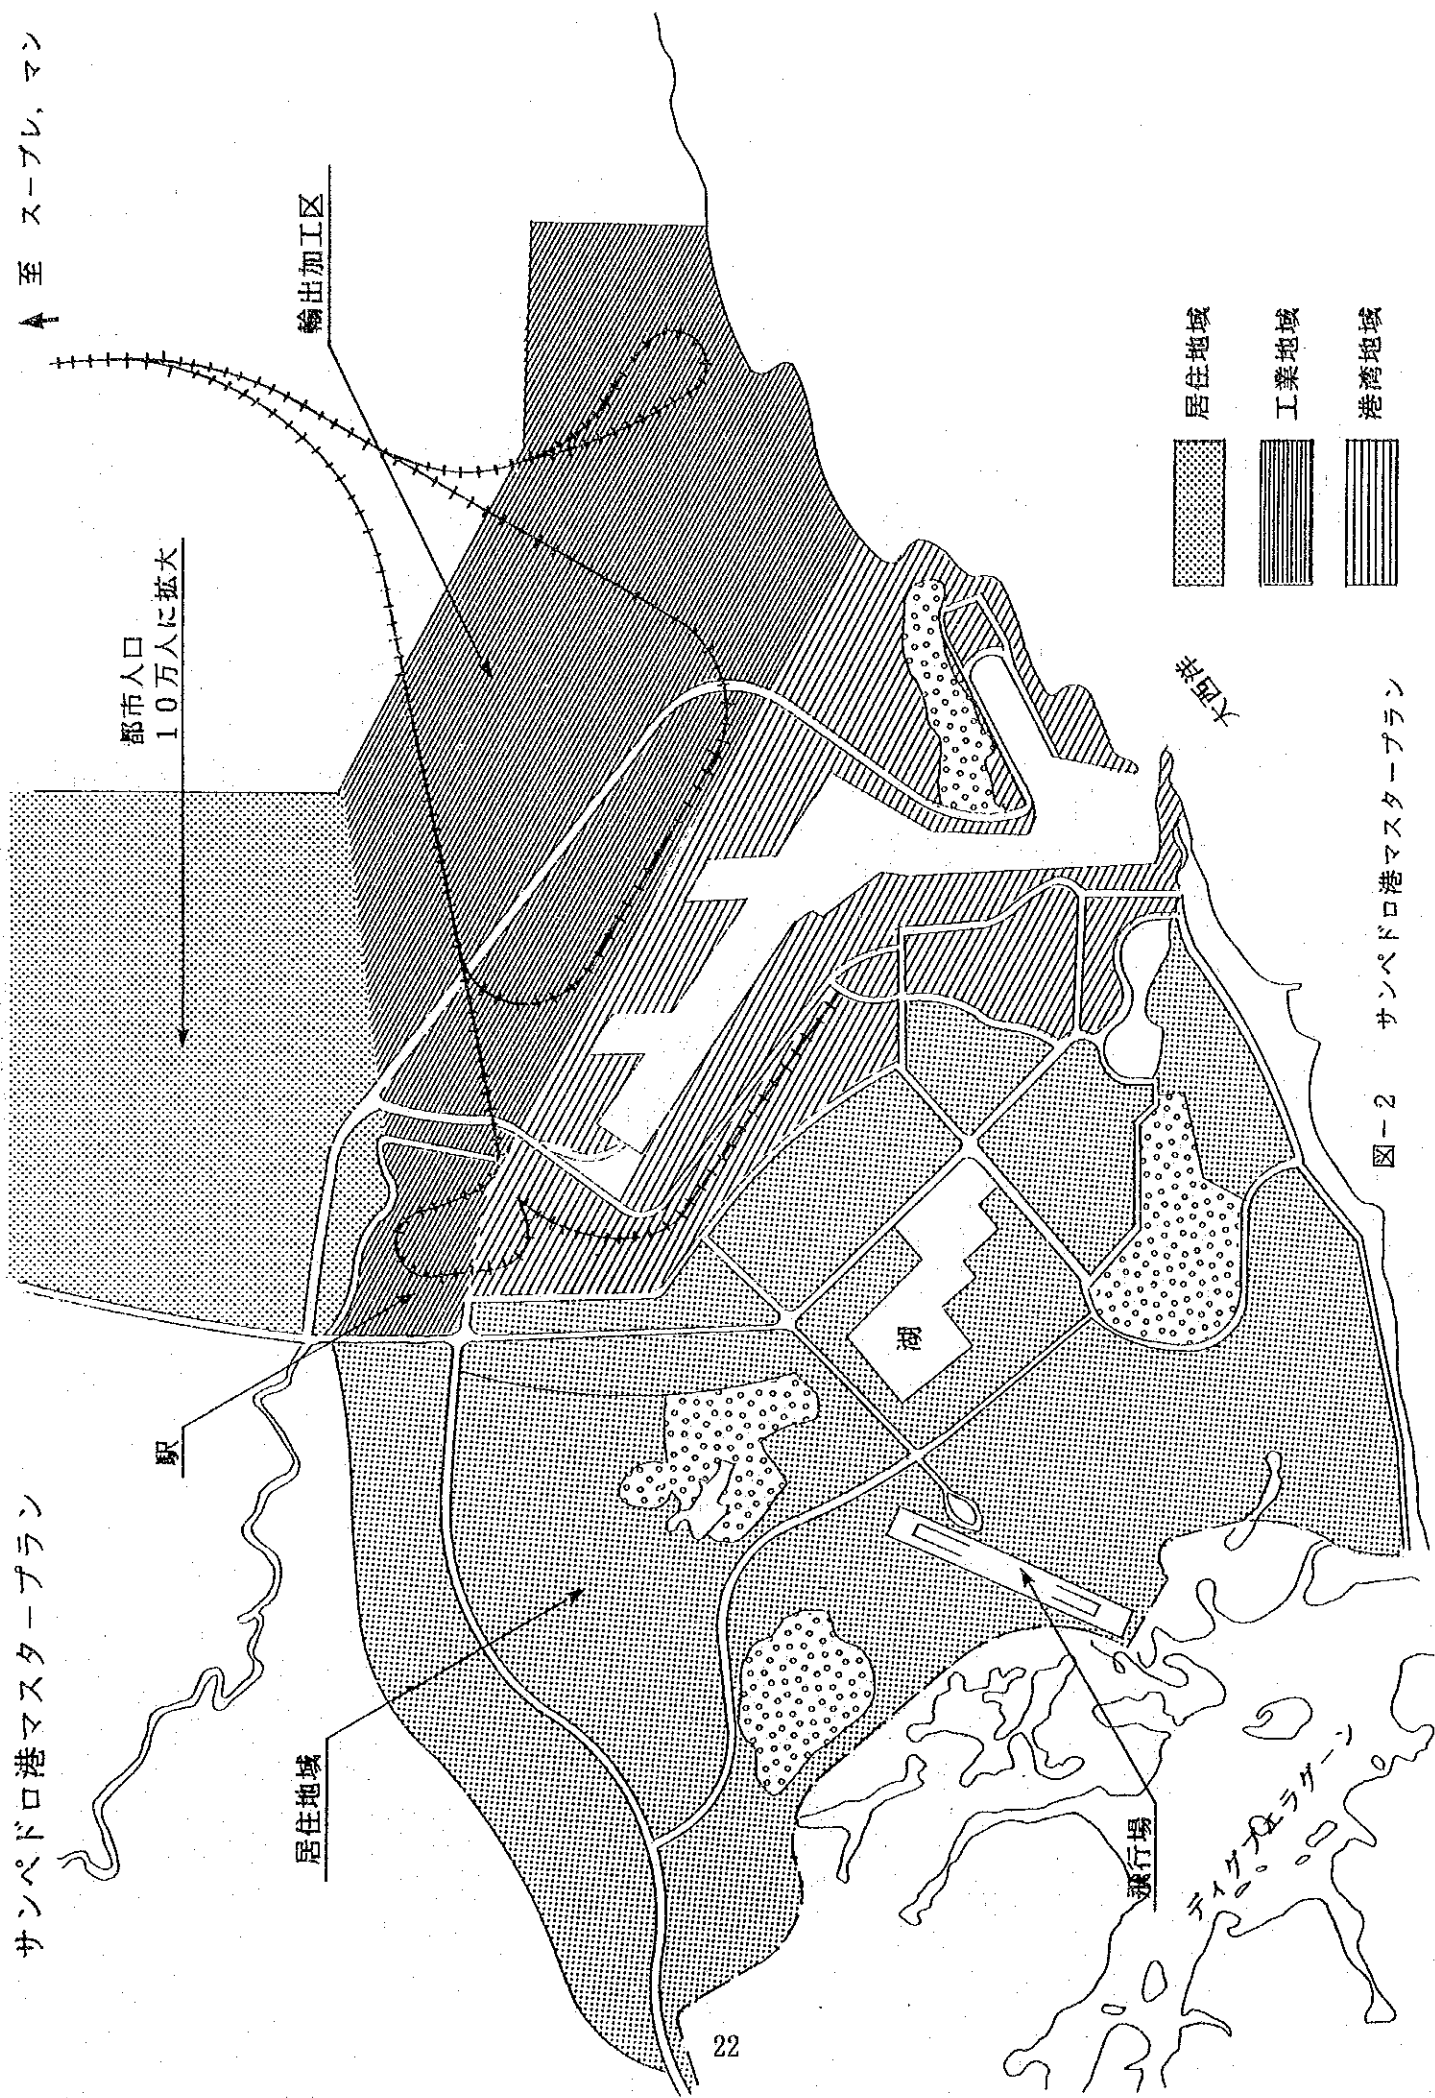 サンペドロ港マスタープラン
至 スーブレ, マン
駅
都市人口
10万人に拡大
居住地域
輸出加工区
湖
飛行場
ティグブエラグーン
大西洋
居住地域
工業地域
港湾地域
図-2 サンペドロ港マスタープラン
22